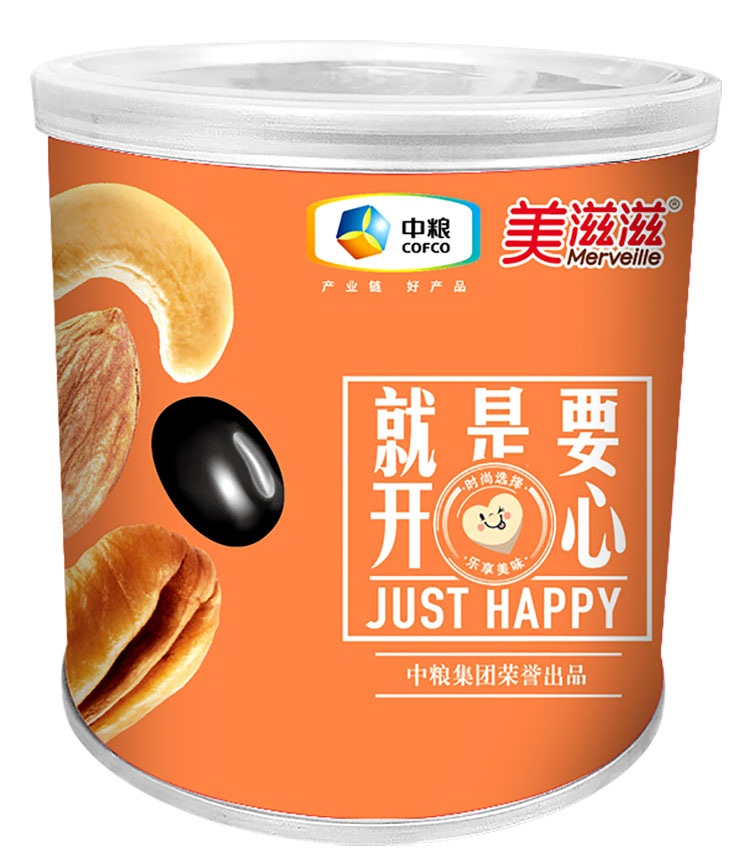 中粮
COFCO
产业链 好产品
美滋滋®
Merveille
就是要
开心
时尚选择
乐享美味
JUST HAPPY
中粮集团荣誉出品